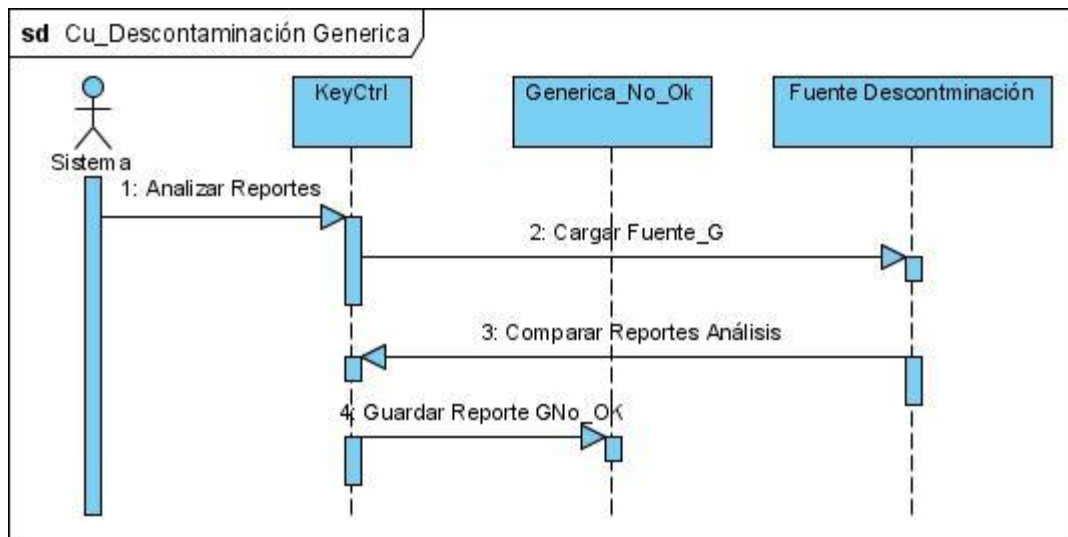 sd Cu_Descontaminación Generica
Sistema
KeyCtrl
Generica_No_Ok
Fuente Descontminación
1: Analizar Reportes
2: Cargar Fuente_G
3: Comparar Reportes Análisis
4: Guardar Reporte GNo_OK